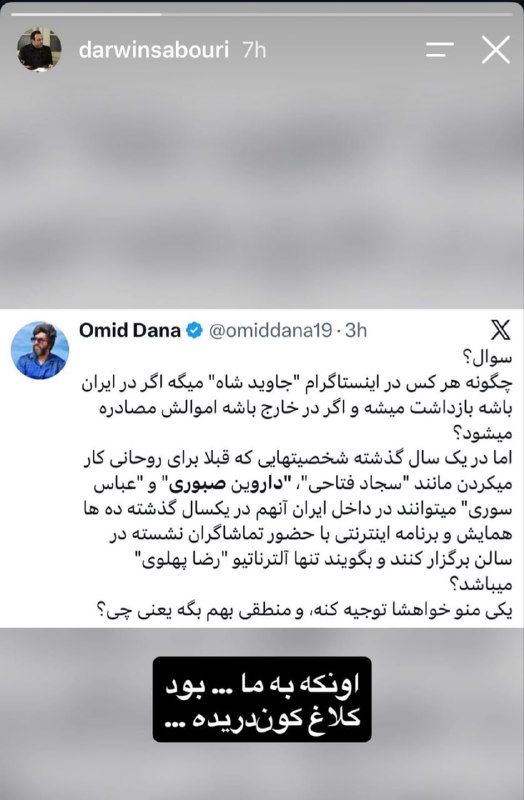 darwinsabouri 7h
Omid Dana @omiddana19 · 3h
سوال؟
چگونه هر کس در اینستاگرام "جاوید شاه" میگه اگر در ایران
باشه بازداشت میشه و اگر در خارج باشه اموالش مصادره
میشود؟
اما در یک سال گذشته شخصیتهایی که قبلا برای روحانی کار
میکردن مانند "سجاد فتاحی"، "داروین صبوری" و "عباس
سوری" میتوانند در داخل ایران آنهم در یکسال گذشته ده ها
همایش و برنامه اینترنتی با حضور تماشاگران نشسته در
سالن برگزار کنند و بگویند تنها آلترناتیو "رضا پهلوی"
میباشد؟
یکی منو خواهشا توجیه کنه، و منطقی بهم بگه یعنی چی؟
اونکه به ما ... بود
کلاغ کون‌دریده ...